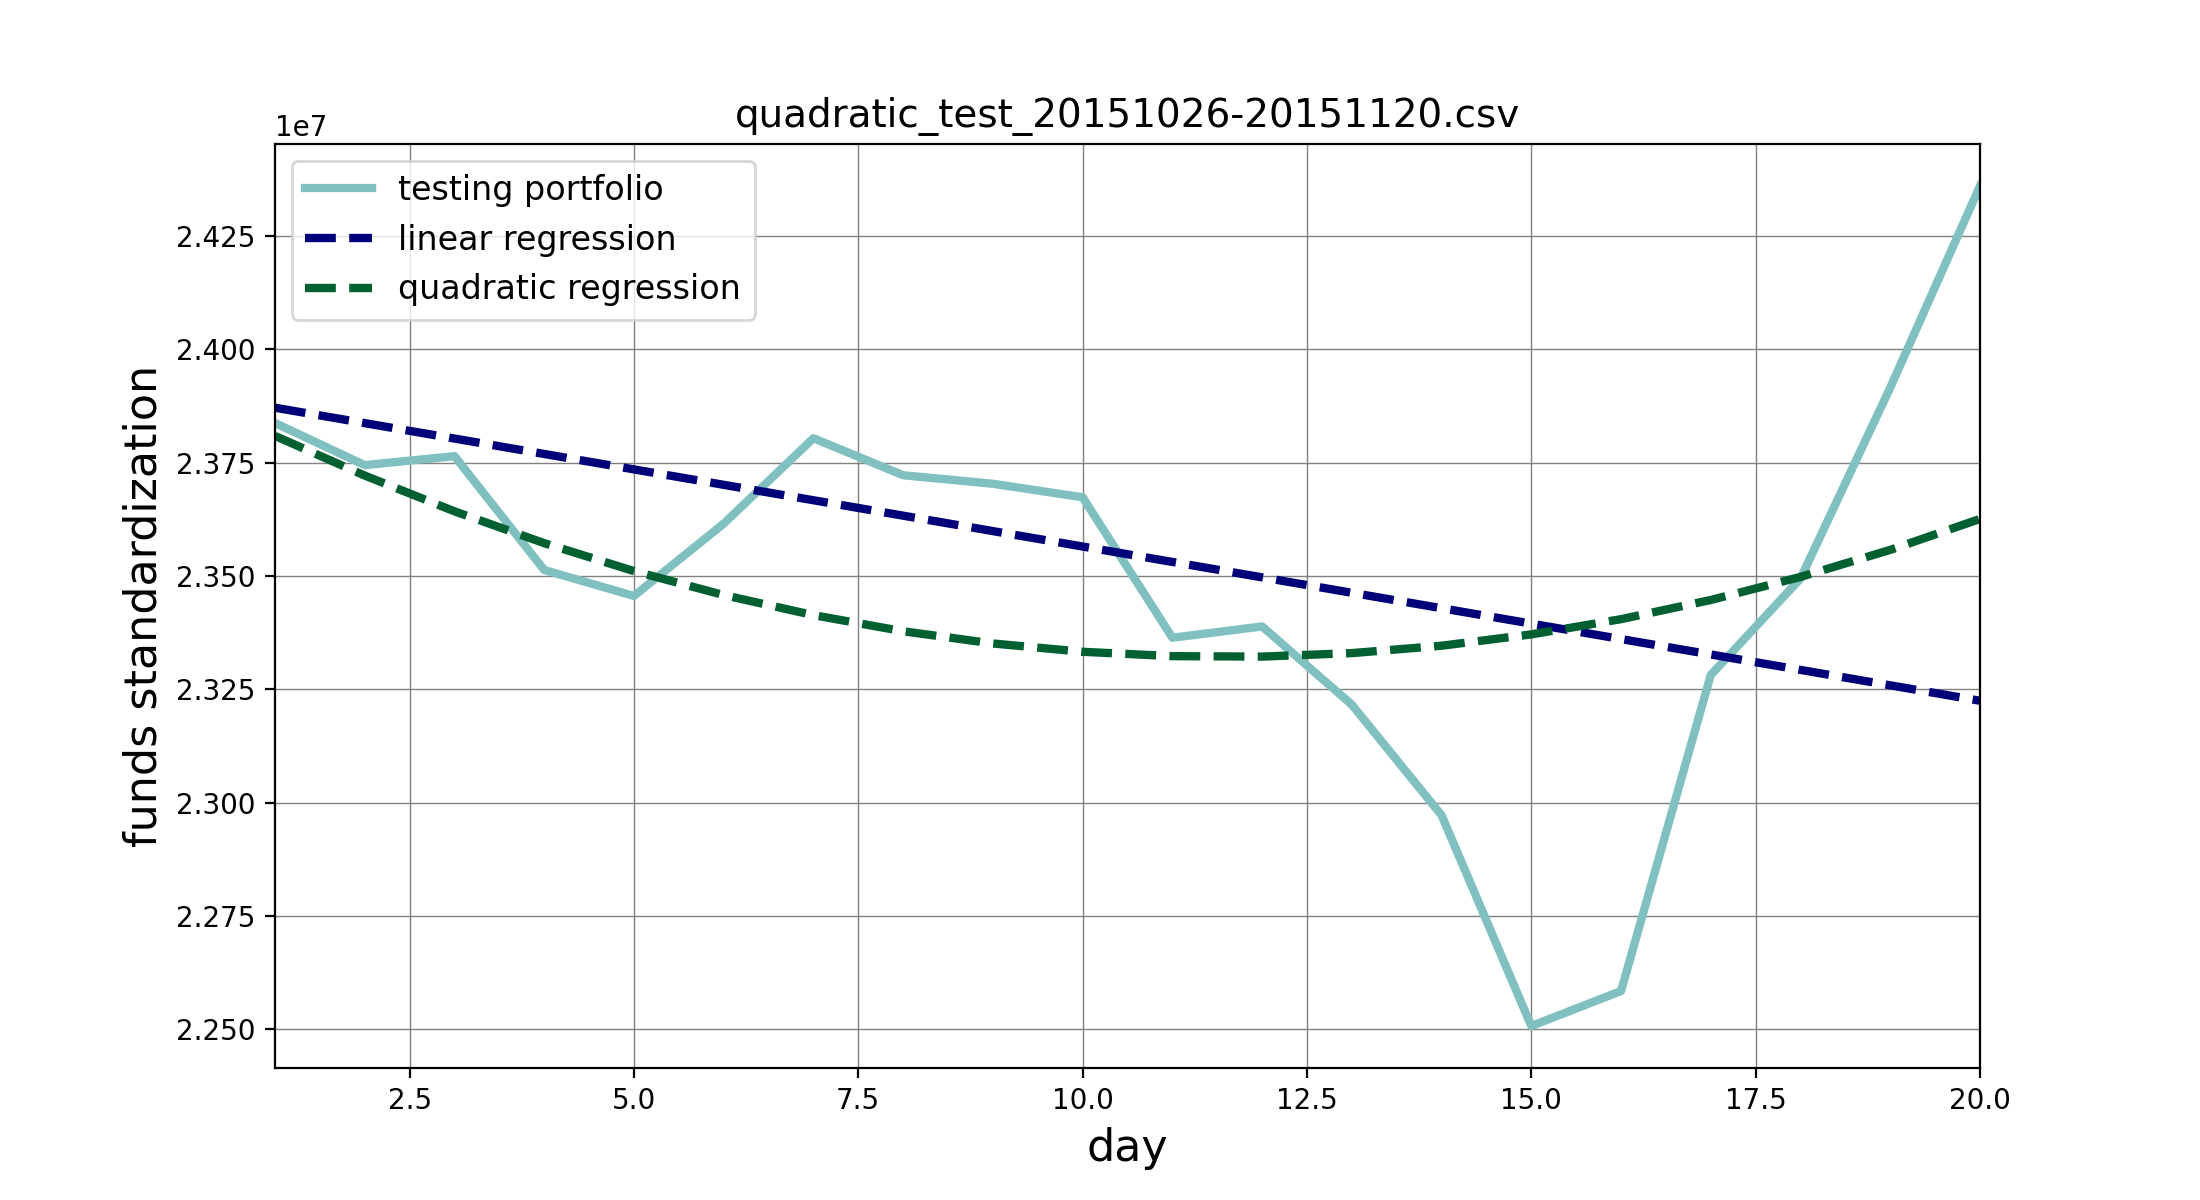 quadratic_test_20151026-20151120.csv
1e7
testing portfolio
linear regression
quadratic regression
2.425
2.400
2.375
2.350
2.325
2.300
2.275
2.250
funds standardization
2.5 5.0 7.5 10.0 12.5 15.0 17.5 20.0
day